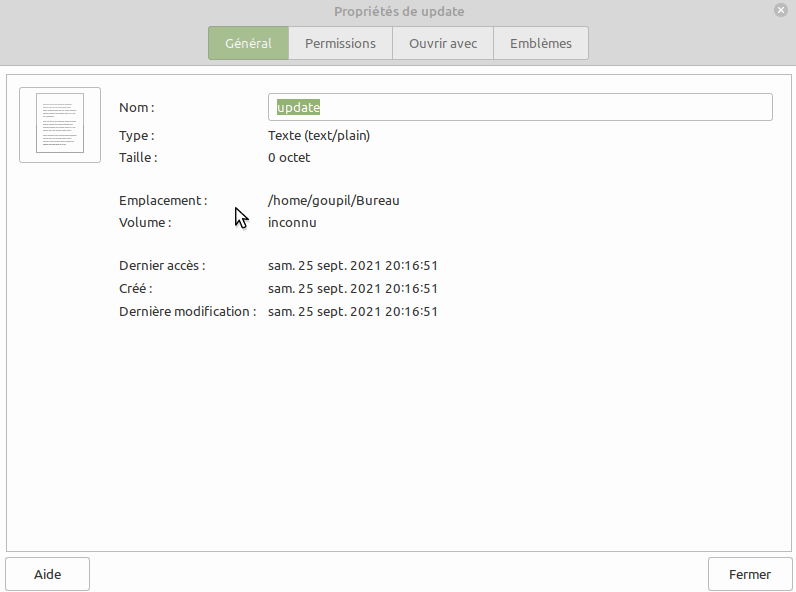 Propriétés de update
Général Permissions Ouvrir avec Emblèmes
Nom : update
Type : Texte (text/plain)
Taille : 0 octet
Emplacement : /home/goupil/Bureau
Volume : inconnu
Dernier accès : sam. 25 sept. 2021 20:16:51
Créé : sam. 25 sept. 2021 20:16:51
Dernière modification : sam. 25 sept. 2021 20:16:51
Aide Fermer